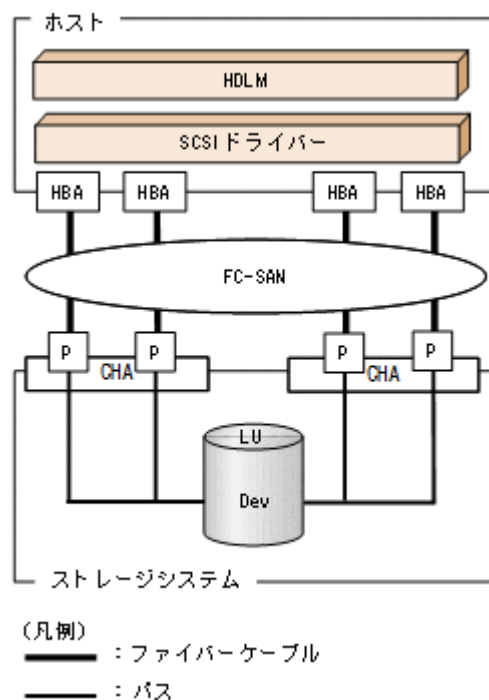 ホスト
HDLM
SCSIドライバー
HBA HBA HBA HBA
FC-SAN
P P P P
CHA CHA
LU
Dev
ストレージシステム
(凡例)
：ファイバーケーブル
：パス